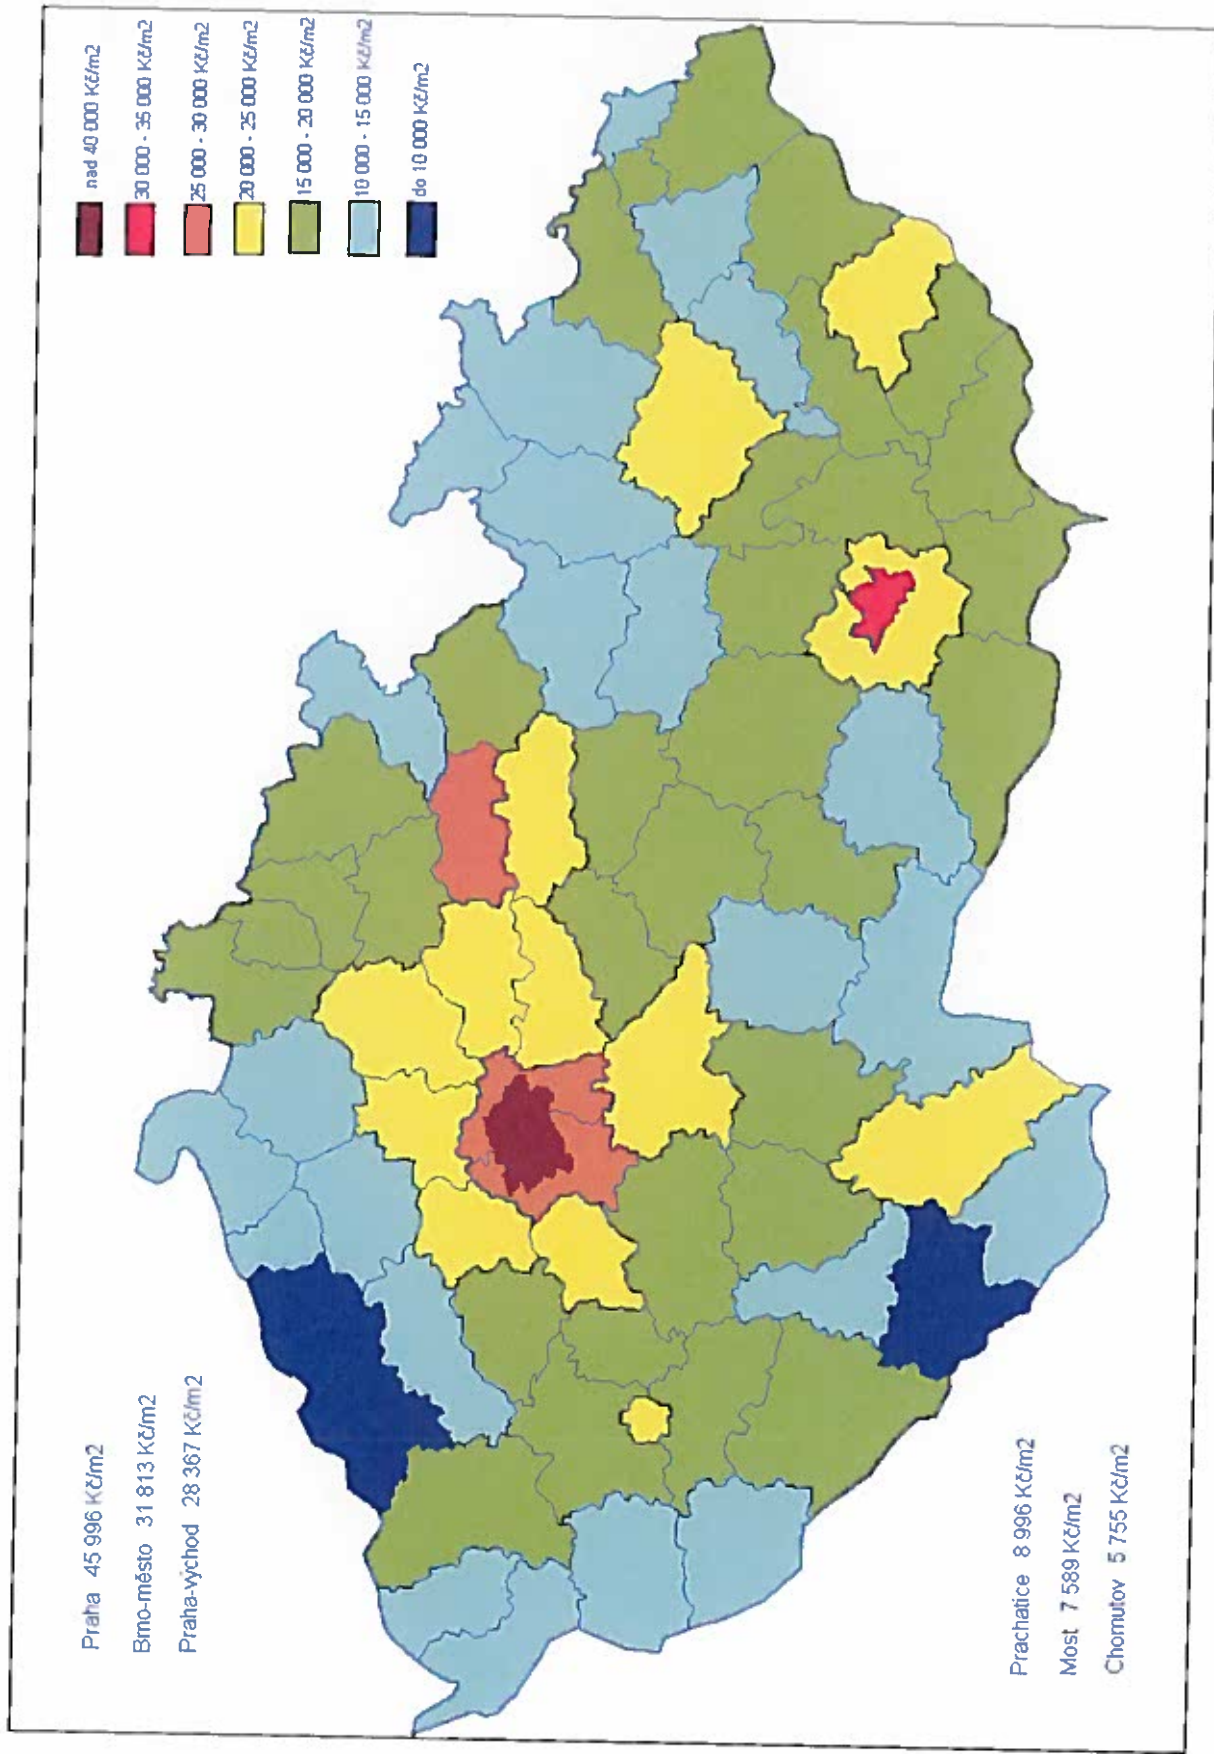 nad 40 000 Kč/m2
30 000 - 35 000 Kč/m2
25 000 - 30 000 Kč/m2
20 000 - 25 000 Kč/m2
15 000 - 20 000 Kč/m2
10 000 - 15 000 Kč/m2
do 10 000 Kč/m2
Praha 45 996 Kč/m2
Brno-město 31 813 Kč/m2
Praha-východ 28 367 Kč/m2
Prachatice 8 996 Kč/m2
Most 7 589 Kč/m2
Chomutov 5 755 Kč/m2